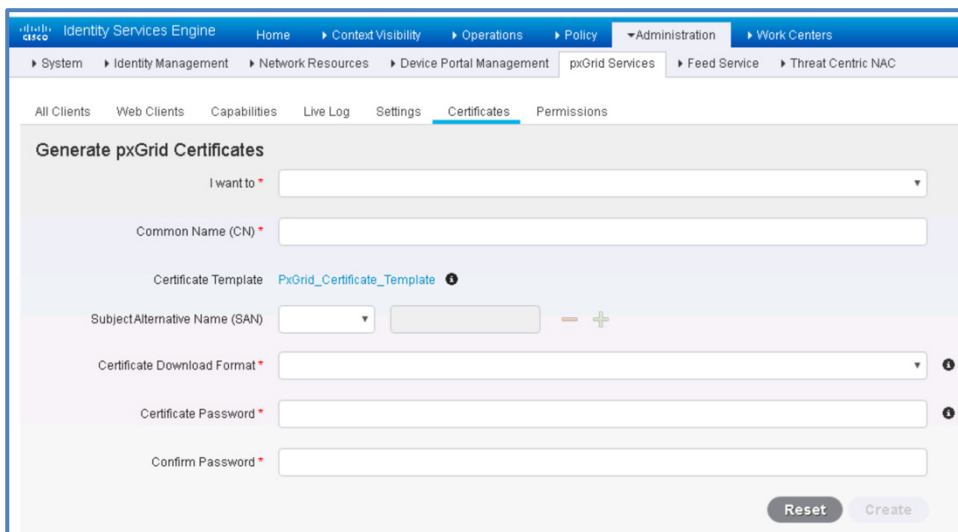 cisco Identity Services Engine Home Context Visibility Operations Policy Administration Work Centers
System Identity Management Network Resources Device Portal Management pxGrid Services Feed Service Threat Centric NAC
All Clients Web Clients Capabilities Live Log Settings Certificates Permissions
Generate pxGrid Certificates
I want to *
Common Name (CN) *
Certificate Template PxGrid_Certificate_Template
Subject Alternative Name (SAN)
Certificate Download Format *
Certificate Password *
Confirm Password *
Reset Create